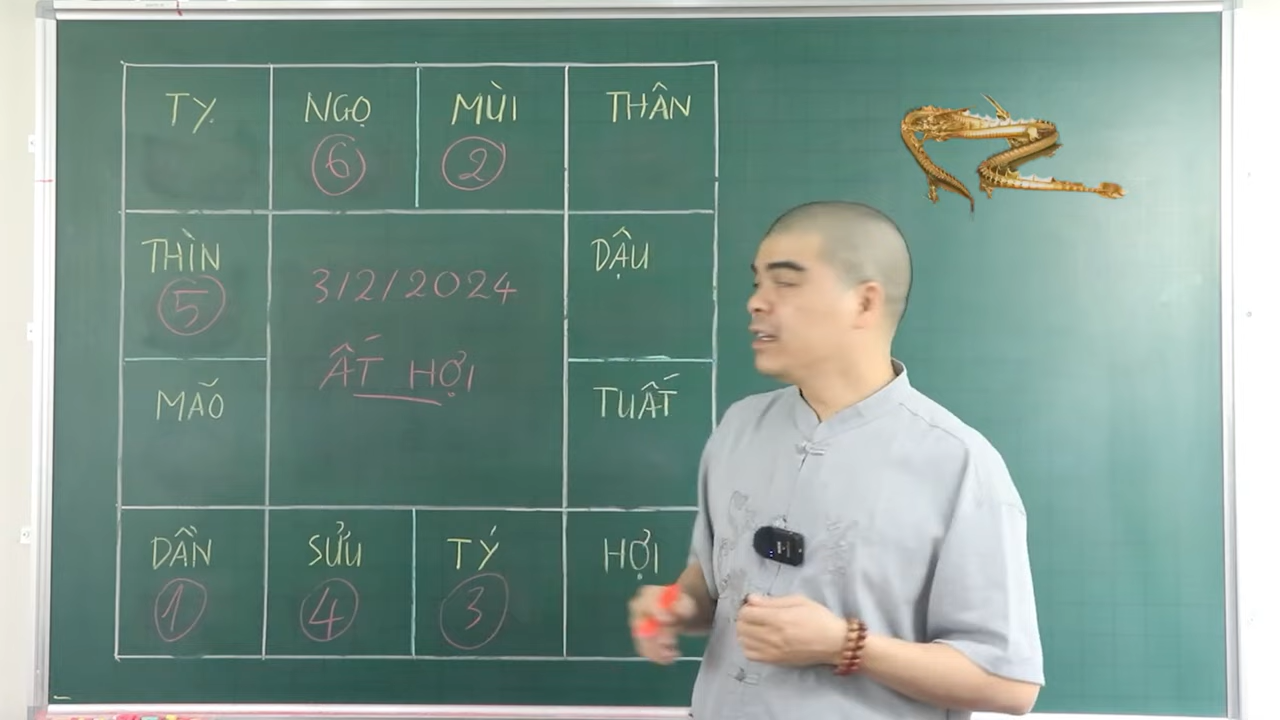 TỴ NGỌ MÙI THÂN
6 2
THÌN
5
3/2/2024
ẤT HỢI
DẬU
MÃO
TUẤT
DẦN SỬU TÝ HỢI
1 4 3